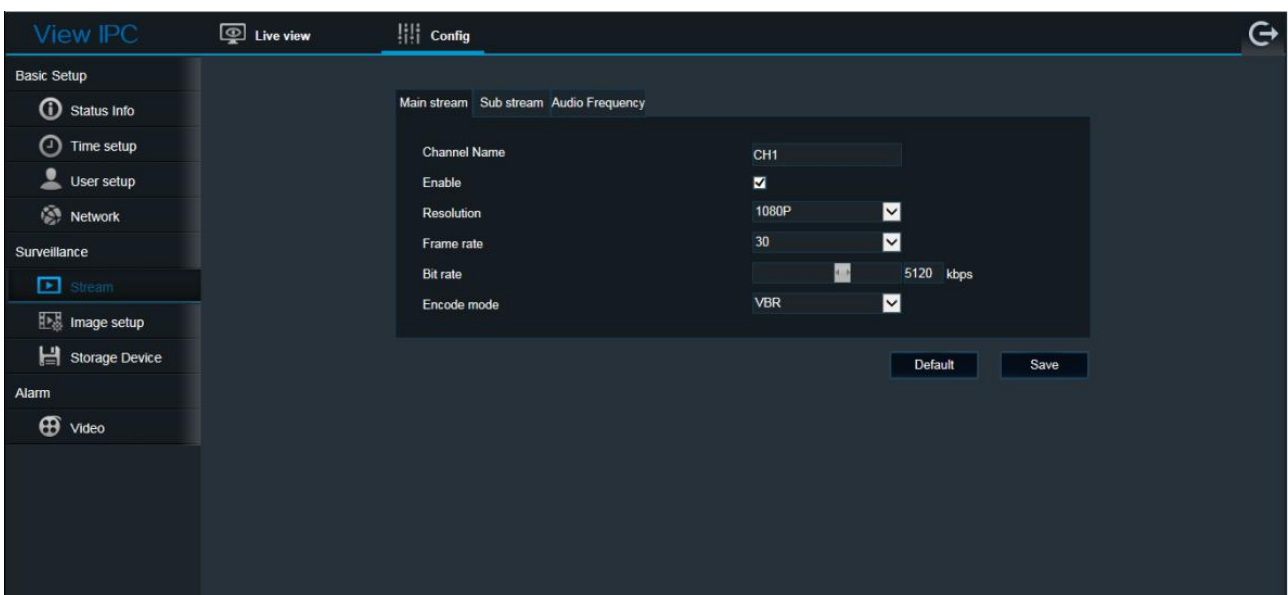 View IPC
Live view
Config
Basic Setup
Status Info
Time setup
User setup
Network
Surveillance
Stream
Image setup
Storage Device
Alarm
Video
Main stream Sub stream Audio Frequency
Channel Name CH1
Enable
Resolution 1080P
Frame rate 30
Bit rate 5120 kbps
Encode mode VBR
Default Save